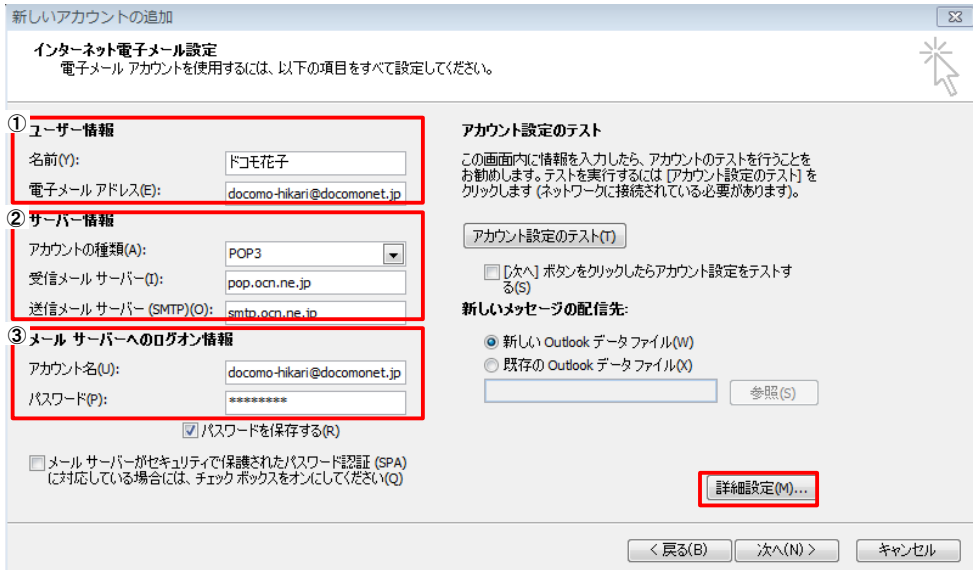 新しいアカウントの追加
インターネット電子メール設定
電子メール アカウントを使用するには、以下の項目をすべて設定してください。
①
ユーザー情報
名前(Y):
ドコモ花子
電子メール アドレス(E):
docomo-hikari@docomonet.jp
②
サーバー情報
アカウントの種類(A):
POP3
受信メール サーバー(I):
pop.ocn.ne.jp
送信メール サーバー (SMTP)(O):
smtp.ocn.ne.jp
③
メール サーバーへのログオン情報
アカウント名(U):
docomo-hikari@docomonet.jp
パスワード(P):
********
パスワードを保存する(R)
メール サーバーがセキュリティで保護されたパスワード認証 (SPA)
に対応している場合には、チェック ボックスをオンにしてください(Q)
アカウント設定のテスト
この画面内に情報を入力したら、アカウントのテストを行うことを
お勧めします。テストを実行するには [アカウント設定のテスト] を
クリックします (ネットワークに接続されている必要があります)。
アカウント設定のテスト(T)
[次へ] ボタンをクリックしたらアカウント設定をテストす
る(S)
新しいメッセージの配信先:
新しい Outlook データ ファイル(W)
既存の Outlook データ ファイル(X)
参照(S)
詳細設定(M)...
< 戻る(B)
次へ(N) >
キャンセル